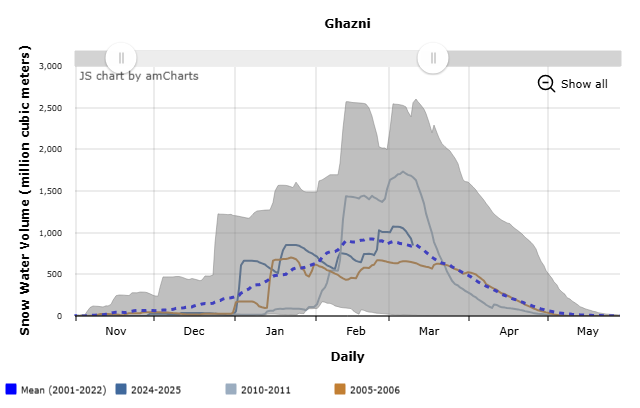 Ghazni
JS chart by amCharts
Show all
Snow Water Volume (million cubic meters)
3,000
2,500
2,000
1,500
1,000
500
0
Nov Dec Jan Feb Mar Apr May
Daily
Mean (2001-2022) 2024-2025 2010-2011 2005-2006